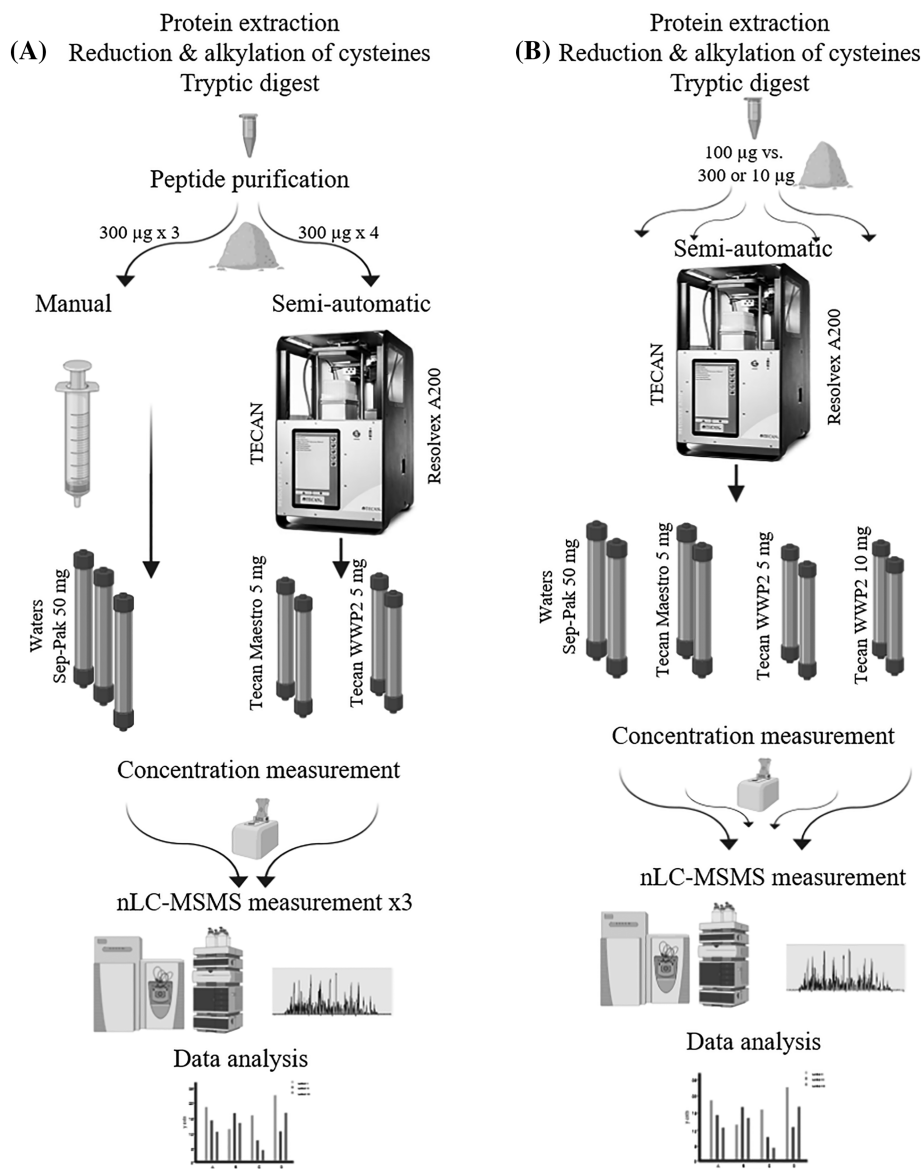 (A)
Protein extraction
Reduction & alkylation of cysteines
Tryptic digest
Peptide purification
300 µg x 3
300 µg x 4
Manual
Semi-automatic
TECAN
Resolvex A200
Waters
Sep-Pak 50 mg
Tecan Maestro 5 mg
Tecan WWP2 5 mg
Concentration measurement
nLC-MSMS measurement x3
Data analysis
(B)
Protein extraction
Reduction & alkylation of cysteines
Tryptic digest
100 µg vs.
300 or 10 µg
Semi-automatic
TECAN
Resolvex A200
Waters
Sep-Pak 50 mg
Tecan Maestro 5 mg
Tecan WWP2 5 mg
Tecan WWP2 10 mg
Concentration measurement
nLC-MSMS measurement
Data analysis